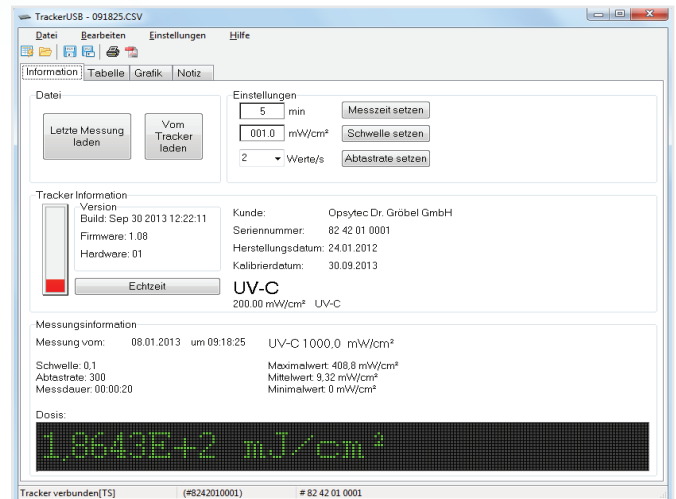 TrackerUSB - 091825.CSV
Datei Bearbeiten Einstellungen Hilfe
Information Tabelle Grafik Notiz
Datei
Letzte Messung
laden
Vom
Tracker
laden
Einstellungen
5 min Messzeit setzen
001.0 mW/cm² Schwelle setzen
2 Werte/s Abtastrate setzen
Tracker Information
Version
Build: Sep 30 2013 12:22:11
Firmware: 1.08
Hardware: 01
Echtzeit
Kunde: Opsytec Dr. Gröbel GmbH
Seriennummer: 82 42 01 0001
Herstellungsdatum: 24.01.2012
Kalibrierdatum: 30.09.2013
UV-C
200.00 mW/cm² UV-C
Messungsinformation
Messung vom: 08.01.2013 um 09:18:25 UV-C 1000,0 mW/cm²
Schwelle: 0,1
Abtastrate: 300
Messdauer: 00:00:20
Maximalwert: 408,8 mW/cm²
Mittelwert: 9,32 mW/cm²
Minimalwert: 0 mW/cm²
Dosis:
1,8643E+2 mJ/cm²
Tracker verbunden[TS] (#8242010001) # 82 42 01 0001